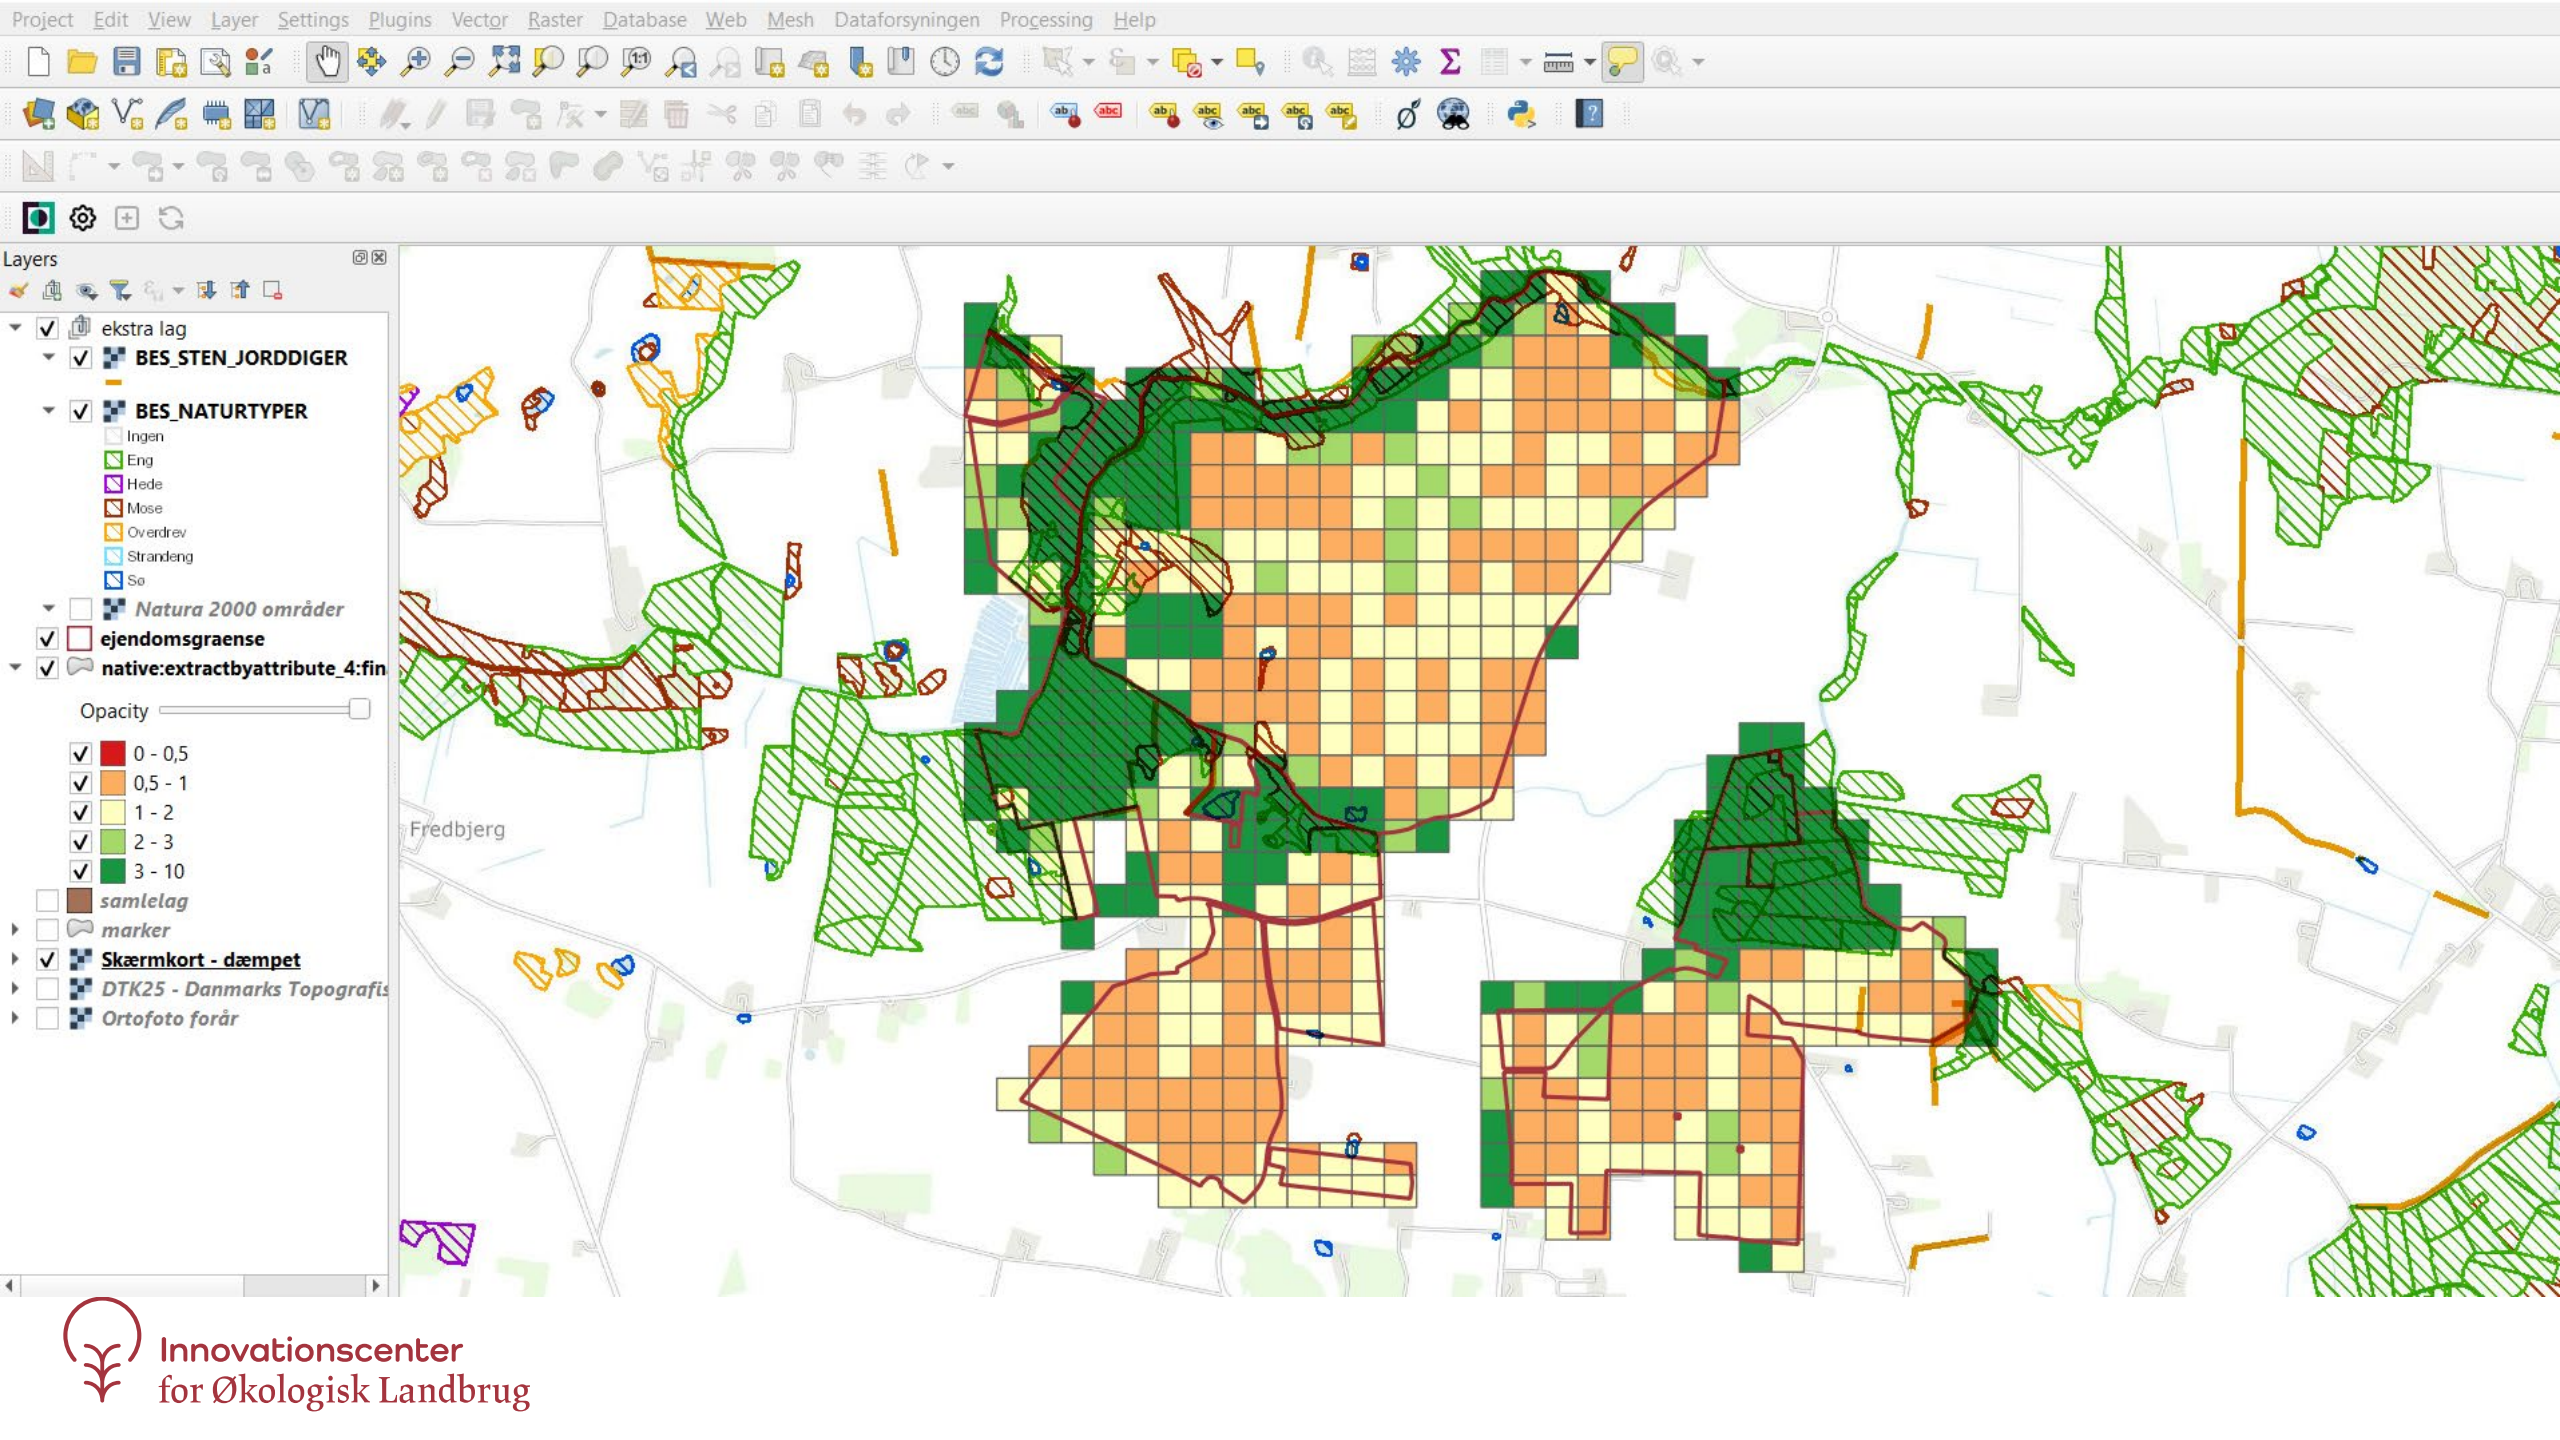 Project Edit View Layer Settings Plugins Vector Raster Database Web Mesh Dataforsyningen Processing Help
Layers
ekstra lag
BES_STEN_JORDDIGER
BES_NATURTYPER
Ingen
Eng
Hede
Mose
Overdrev
Strandeng
Sø
Natura 2000 områder
ejendomsgraense
native:extractbyattribute_4:fin
Opacity
0 - 0,5
0,5 - 1
1 - 2
2 - 3
3 - 10
samlelag
marker
Skærmkort - dæmpet
DTK25 - Danmarks Topografis
Ortofoto forår
Fredbjerg
Innovationscenter
for Økologisk Landbrug